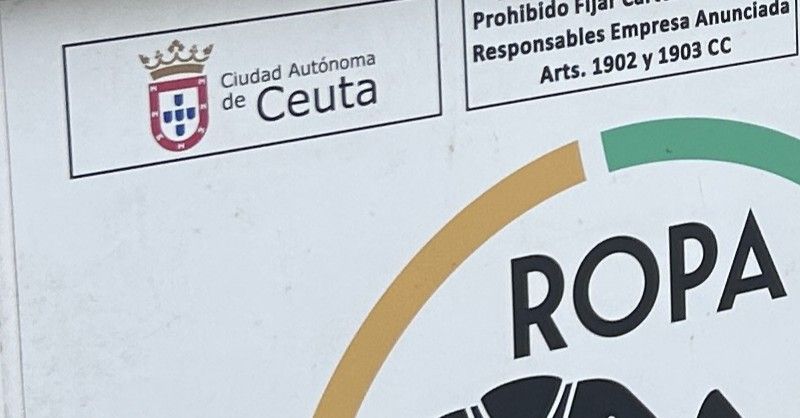 Ciudad Autónoma
de Ceuta
Prohibido Fijar
Responsables Empresa Anunciada
Arts. 1902 y 1903 CC
ROPA